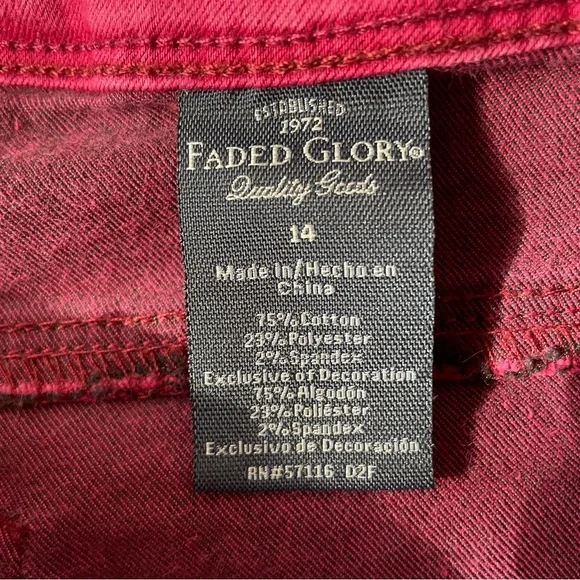 ESTABLISHED
1972
FADED GLORY®
Quality Goods
14
Made in/Hecho en
China
75% Cotton
23% Polyester
2% Spandex
Exclusive of Decoration
75% Algodón
23% Poliéster
2% Spandex
Exclusivo de Decoración
RN#57116 D2F